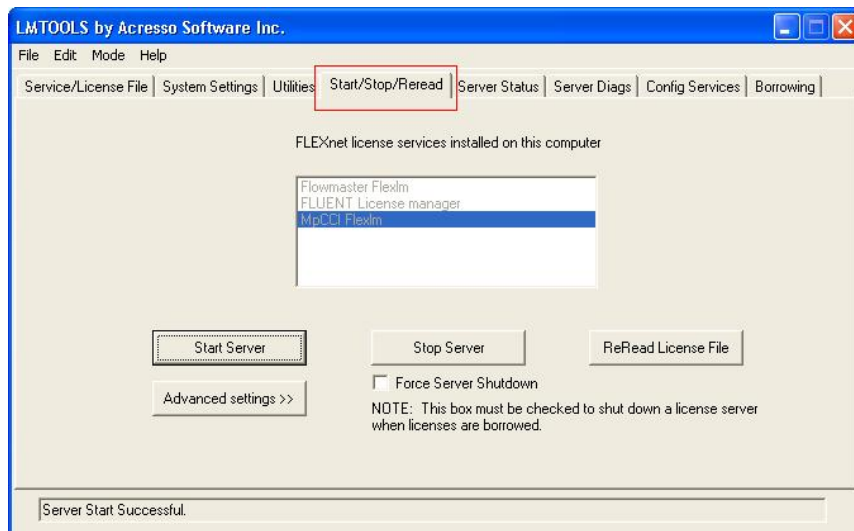 LMTOOLS by Acresso Software Inc.
File Edit Mode Help
Service/License File System Settings Utilities Start/Stop/Reread Server Status Server Diags Config Services Borrowing
FLEXnet license services installed on this computer
Flowmaster Flexlm
FLUENT License manager
MpCCI Flexlm
Start Server Stop Server ReRead License File
Advanced settings >> Force Server Shutdown
NOTE: This box must be checked to shut down a license server
when licenses are borrowed.
Server Start Successful.